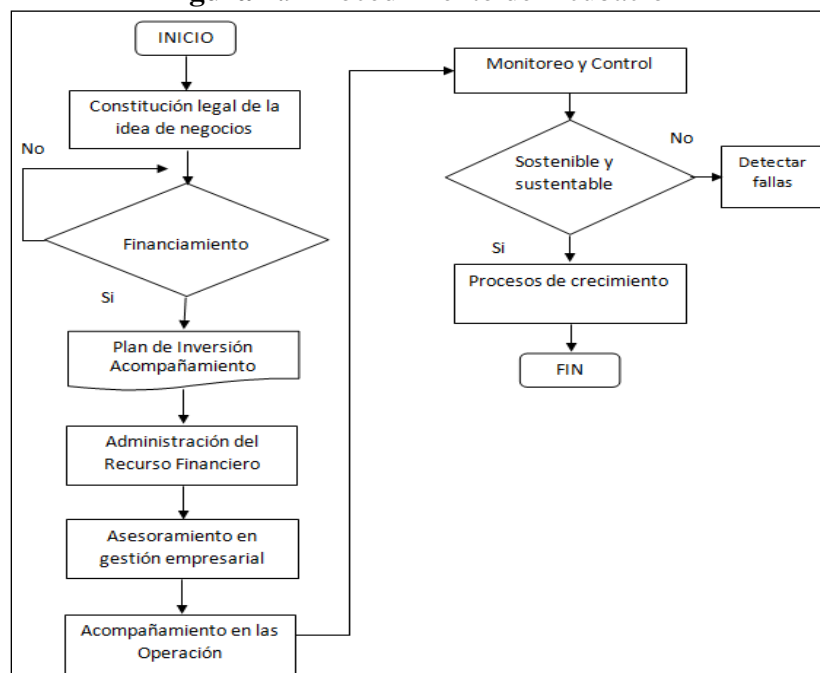 INICIO
Constitución legal de la
idea de negocios
No
Financiamiento
Si
Plan de Inversión
Acompañamiento
Administración del
Recurso Financiero
Asesoramiento en
gestión empresarial
Acompañamiento en las
Operación
Monitoreo y Control
Sostenible y
sustentable
No
Detectar
fallas
Si
Procesos de crecimiento
FIN